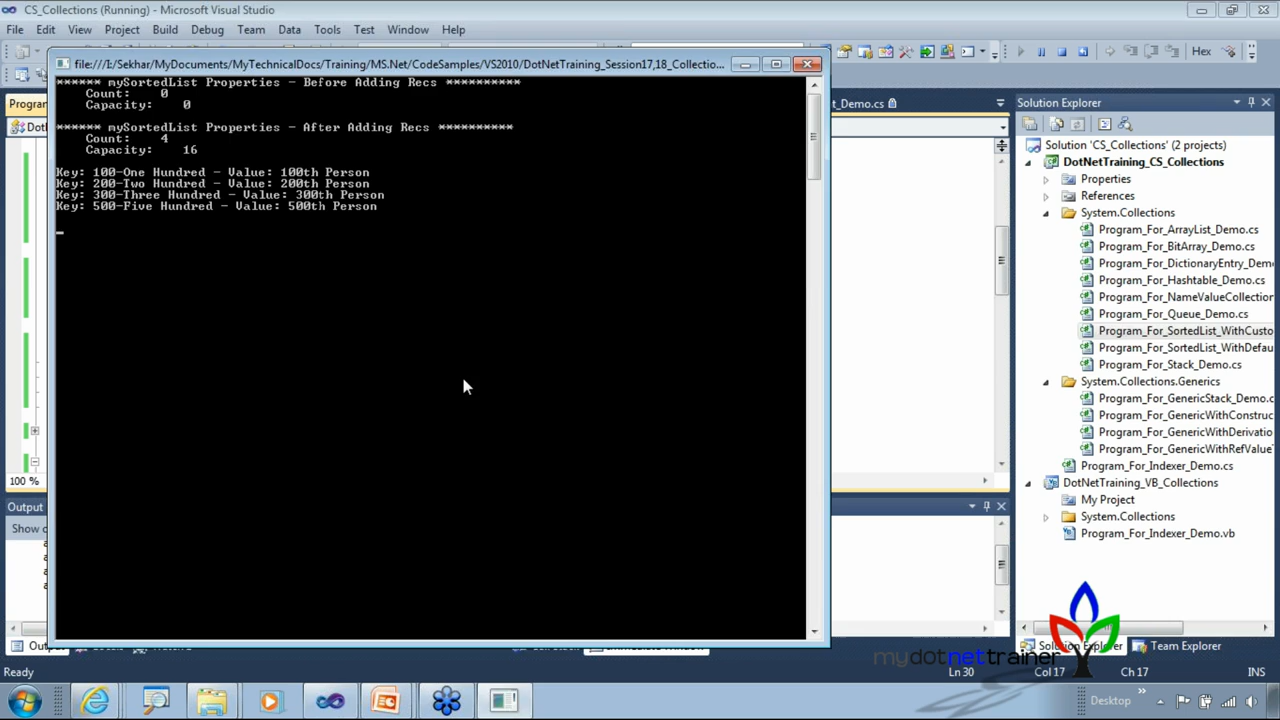 CS_Collections (Running) - Microsoft Visual Studio
File Edit View Project Build Debug Team Data Tools Test Window Help
file:///I:/Sekhar/MyDocuments/MyTechnicalDocs/Training/MS.Net/CodeSamples/VS2010/DotNetTraining_Session17,18_Collectio...
Hex
****** mySortedList Properties - Before Adding Recs **********
Count: 0
Capacity: 0
****** mySortedList Properties - After Adding Recs **********
Count: 4
Capacity: 16
Key: 100-One Hundred - Value: 100th Person
Key: 200-Two Hundred - Value: 200th Person
Key: 300-Three Hundred - Value: 300th Person
Key: 500-Five Hundred - Value: 500th Person
Program
t_Demo.cs
Dotl
100 %
Output
Show o
Solution Explorer
Solution 'CS_Collections' (2 projects)
DotNetTraining_CS_Collections
Properties
References
System.Collections
Program_For_ArrayList_Demo.cs
Program_For_BitArray_Demo.cs
Program_For_DictionaryEntry_Dem
Program_For_Hashtable_Demo.cs
Program_For_NameValueCollection
Program_For_Queue_Demo.cs
Program_For_SortedList_WithCusto
Program_For_SortedList_WithDefau
Program_For_Stack_Demo.cs
System.Collections.Generics
Program_For_GenericStack_Demo.c
Program_For_GenericWithConstruc
Program_For_GenericWithDerivatio
Program_For_GenericWithRefValue
Program_For_Indexer_Demo.cs
DotNetTraining_VB_Collections
My Project
System.Collections
Program_For_Indexer_Demo.vb
Solution Explorer Team Explorer
mydotnettrainer
Ready
Ln 30 Col 17 Ch 17 INS
Desktop